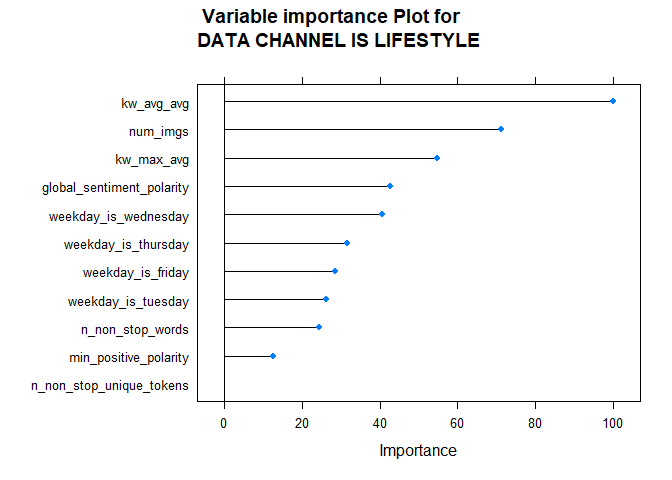 Variable importance Plot for
DATA CHANNEL IS LIFESTYLE
kw_avg_avg
num_imgs
kw_max_avg
global_sentiment_polarity
weekday_is_wednesday
weekday_is_thursday
weekday_is_friday
weekday_is_tuesday
n_non_stop_words
min_positive_polarity
n_non_stop_unique_tokens
0 20 40 60 80 100
Importance